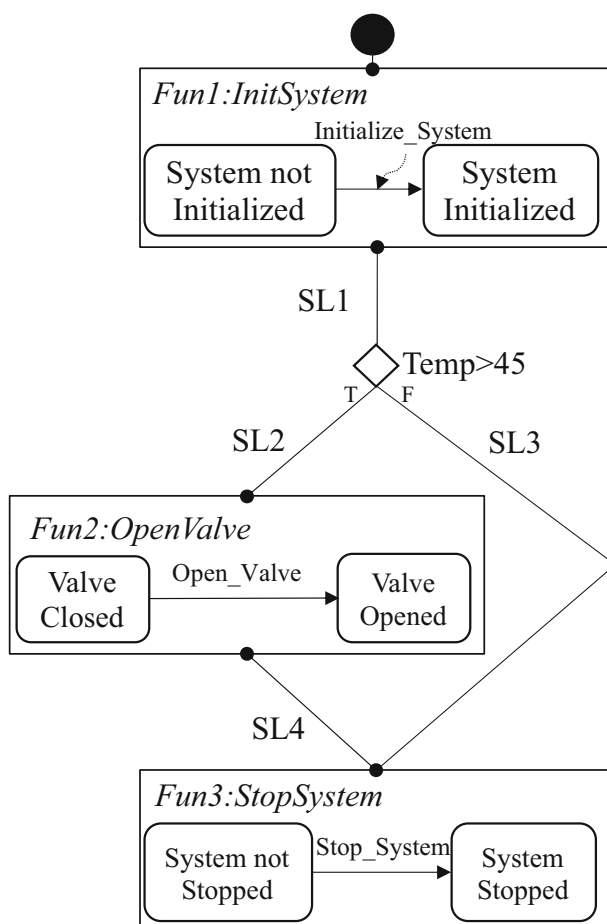 Fun1:InitSystem
Initialize_System
System not
Initialized
System
Initialized
SL1
Temp>45
T
F
SL2
SL3
Fun2:OpenValve
Open_Valve
Valve
Closed
Valve
Opened
SL4
Fun3:StopSystem
Stop_System
System not
Stopped
System
Stopped